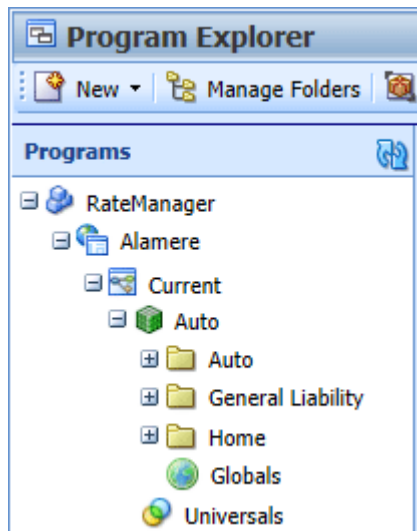 Program Explorer
New Manage Folders
Programs
RateManager
Alamere
Current
Auto
Auto
General Liability
Home
Globals
Universals